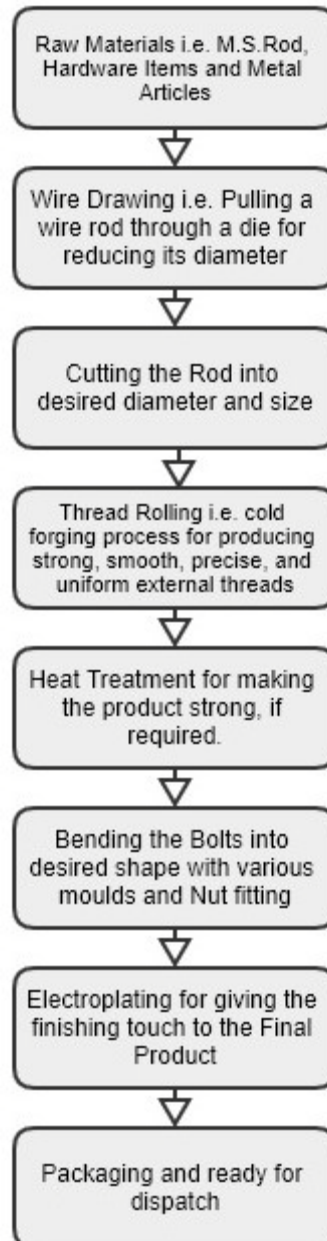 Raw Materials i.e. M.S.Rod,
Hardware Items and Metal
Articles
Wire Drawing i.e. Pulling a
wire rod through a die for
reducing its diameter
Cutting the Rod into
desired diameter and size
Thread Rolling i.e. cold
forging process for producing
strong, smooth, precise, and
uniform external threads
Heat Treatment for making
the product strong, if
required.
Bending the Bolts into
desired shape with various
moulds and Nut fitting
Electroplating for giving the
finishing touch to the Final
Product
Packaging and ready for
dispatch